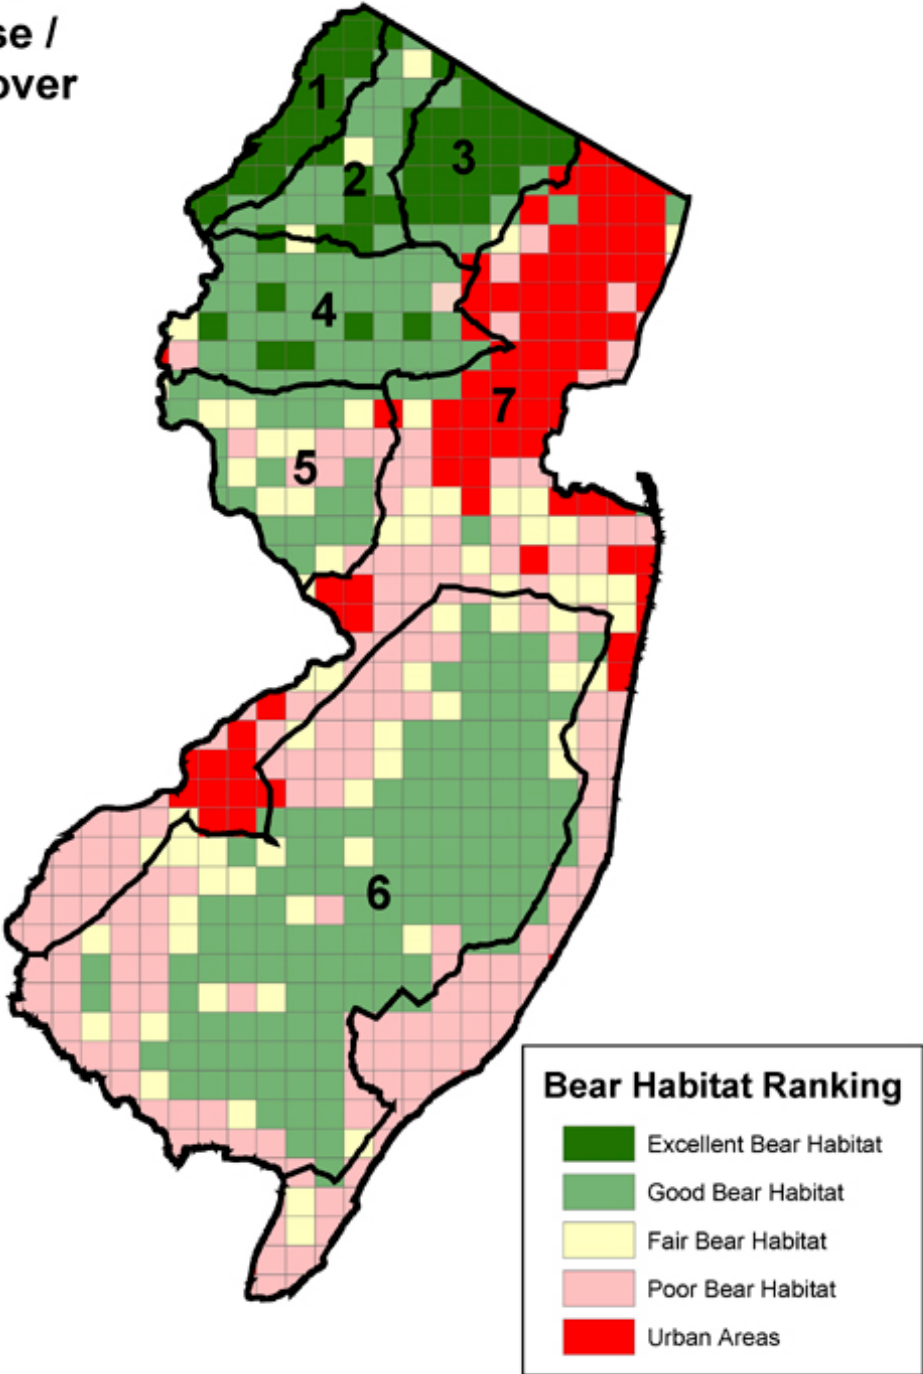 se /
over
1
2
3
4
7
5
6
Bear Habitat Ranking
Excellent Bear Habitat
Good Bear Habitat
Fair Bear Habitat
Poor Bear Habitat
Urban Areas